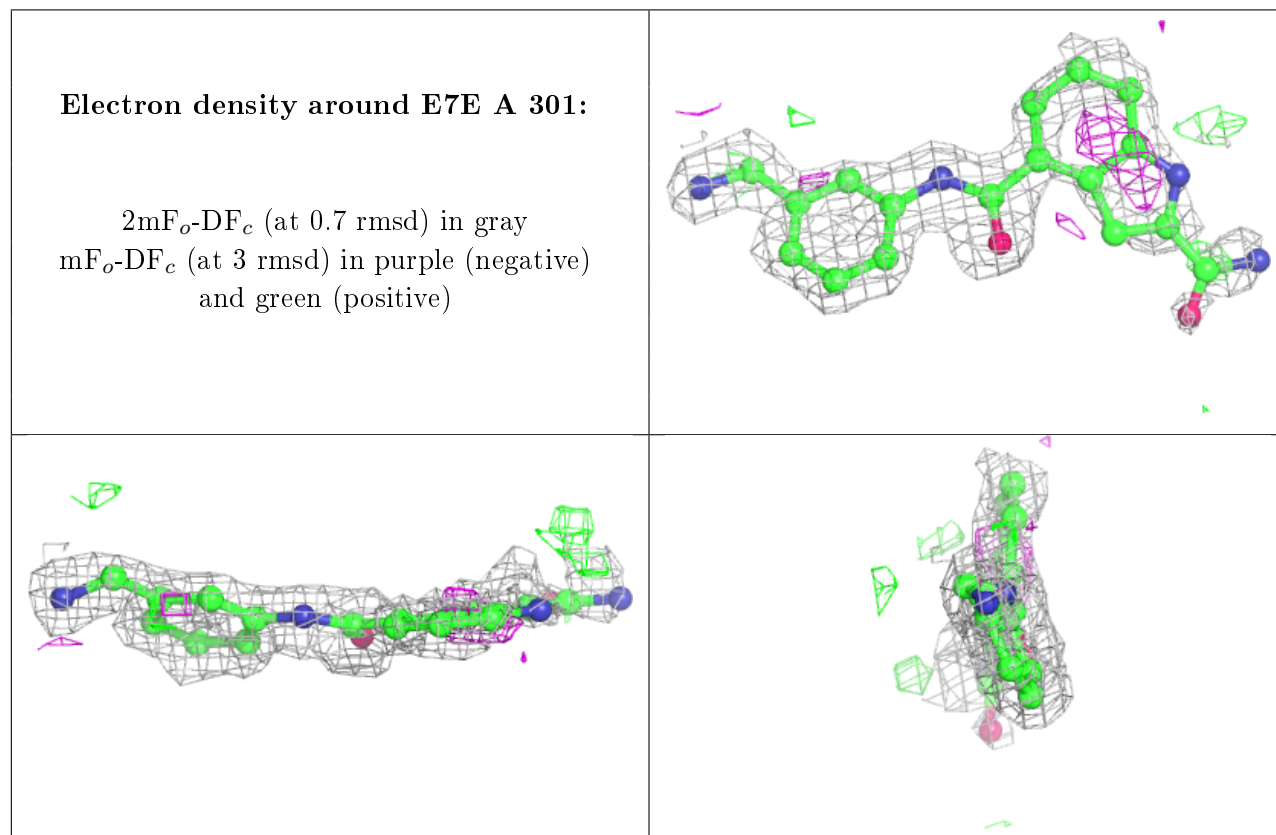 Electron density around E7E A 301:
2mFo-DFc (at 0.7 rmsd) in gray
mFo-DFc (at 3 rmsd) in purple (negative)
and green (positive)